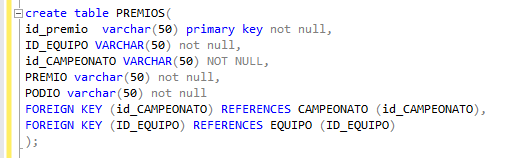 create table PREMIOS(
id_premio  varchar(50) primary key not null,
ID_EQUIPO VARCHAR(50) not null,
id_CAMPEONATO VARCHAR(50) NOT NULL,
PREMIO varchar(50) not null,
PODIO varchar(50) not null
FOREIGN KEY (id_CAMPEONATO) REFERENCES CAMPEONATO (id_CAMPEONATO),
FOREIGN KEY (ID_EQUIPO) REFERENCES EQUIPO (ID_EQUIPO)
);